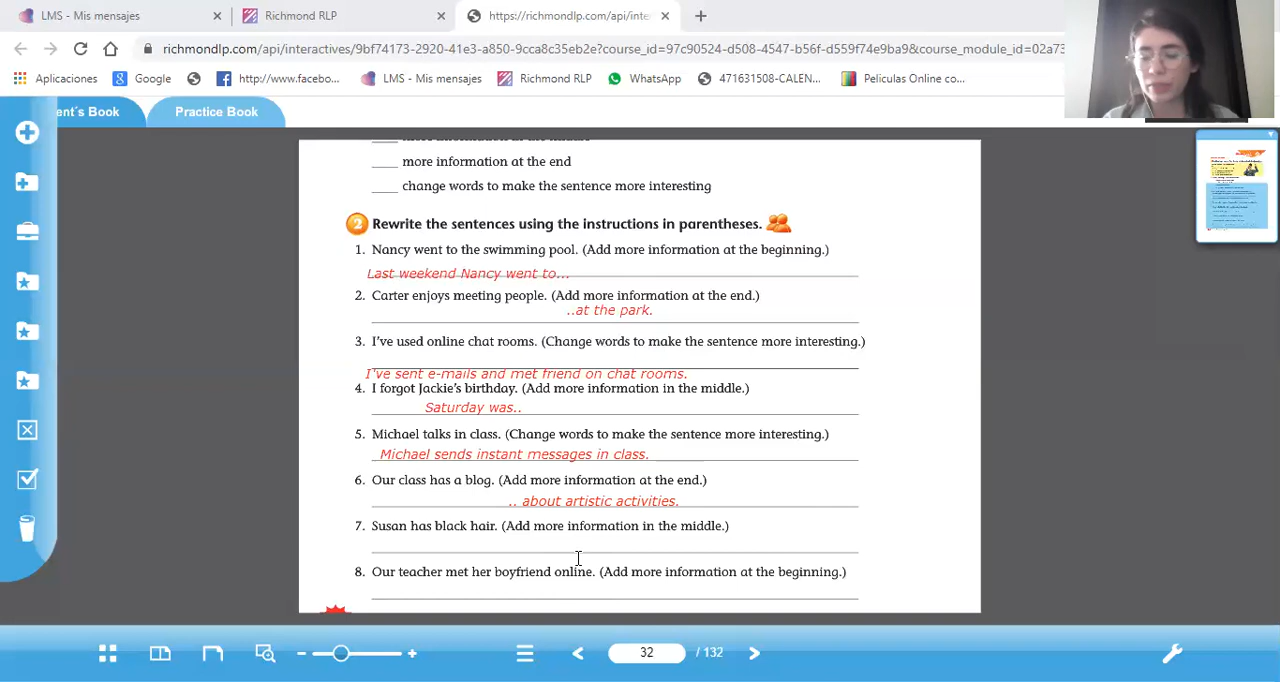 LMS - Mis mensajes
Richmond RLP
https://richmondlp.com/api/inte
richmondlp.com/api/interactives/9bf74173-2920-41e3-a850-9cca8c35eb2e?course_id=97c90524-d508-4547-b56f-d559f74e9ba9&course_module_id=02a73
Aplicaciones
Google
http://www.facebo...
LMS - Mis mensajes
Richmond RLP
WhatsApp
471631508-CALEN...
Peliculas Online co...
ent's Book
Practice Book
____ more information at the end
____ change words to make the sentence more interesting
2 Rewrite the sentences using the instructions in parentheses.
1. Nancy went to the swimming pool. (Add more information at the beginning.)
Last weekend Nancy went to...
2. Carter enjoys meeting people. (Add more information at the end.)
..at the park.
3. I've used online chat rooms. (Change words to make the sentence more interesting.)
I've sent e-mails and met friend on chat rooms.
4. I forgot Jackie's birthday. (Add more information in the middle.)
Saturday was..
5. Michael talks in class. (Change words to make the sentence more interesting.)
Michael sends instant messages in class.
6. Our class has a blog. (Add more information at the end.)
.. about artistic activities.
7. Susan has black hair. (Add more information in the middle.)
8. Our teacher met her boyfriend online. (Add more information at the beginning.)
32 / 132